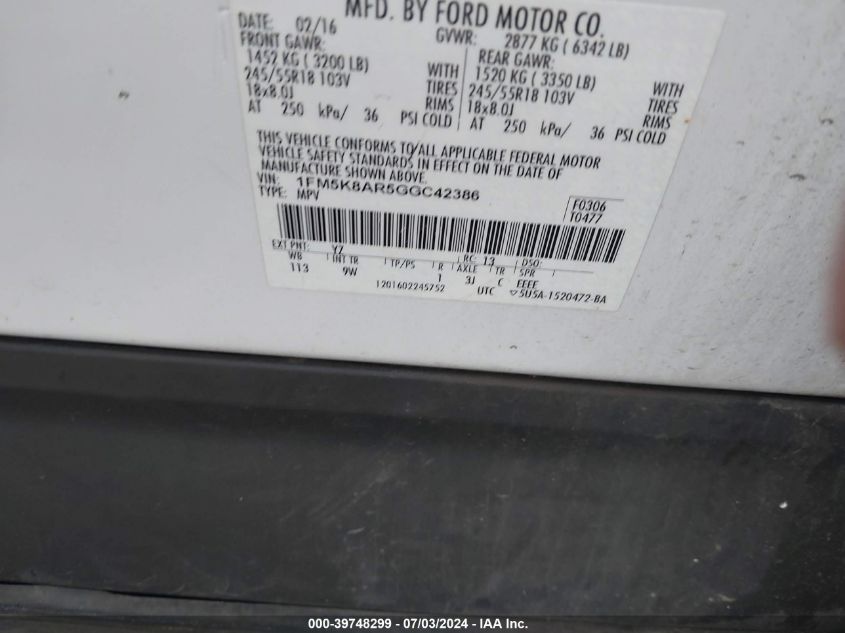 MFD. BY FORD MOTOR CO.
DATE: 02/16 GVWR: 2877 KG ( 6342 LB)
FRONT GAWR: REAR GAWR:
1452 KG ( 3200 LB) WITH 1520 KG ( 3350 LB) WITH
245/55R18 103V TIRES 245/55R18 103V TIRES
18x8.0J RIMS 18x8.0J RIMS
AT 250 kPa/ 36 PSI COLD AT 250 kPa/ 36 PSI COLD
THIS VEHICLE CONFORMS TO ALL APPLICABLE FEDERAL MOTOR
VEHICLE SAFETY STANDARDS IN EFFECT ON THE DATE OF
MANUFACTURE SHOWN ABOVE.
VIN: 1FM5K8AR5GGC42386
TYPE: MPV
F0306
T0477
EXT PNT: YZ RC: 13 DSO:
WB INT TR TP/PS R AXLE TR SPR
113 9W 1 3J C EEEE
1201602245752 UTC ▽5U5A-1520472-BA
000-39748299 - 07/03/2024 - IAA Inc.